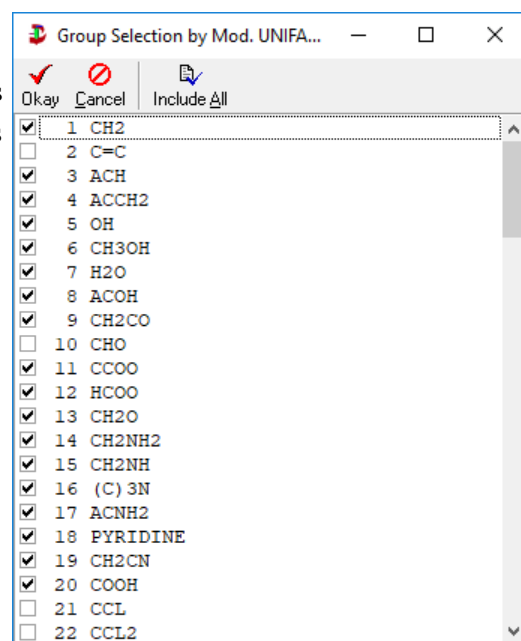 Group Selection by Mod. UNIFA...
Okay Cancel Include All
1 CH2
2 C=C
3 ACH
4 ACCH2
5 OH
6 CH3OH
7 H2O
8 ACOH
9 CH2CO
10 CHO
11 CCOO
12 HCOO
13 CH2O
14 CH2NH2
15 CH2NH
16 (C)3N
17 ACNH2
18 PYRIDINE
19 CH2CN
20 COOH
21 CCL
22 CCL2